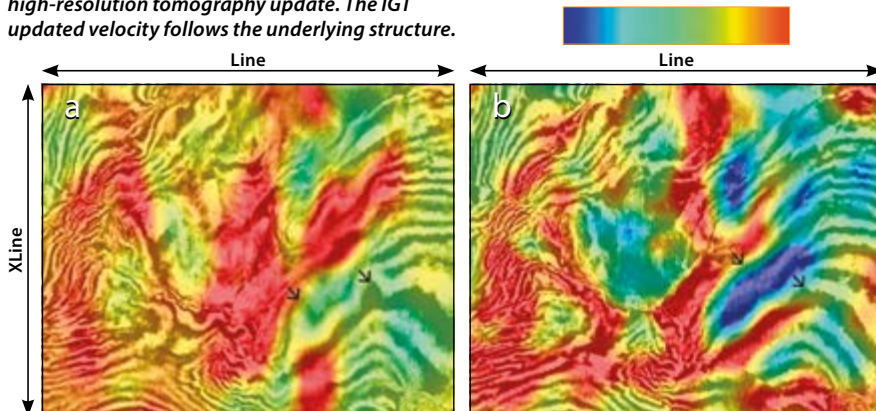 high-resolution tomography update. The IGT
updated velocity follows the underlying structure.
Line
Line
XLine
a
b